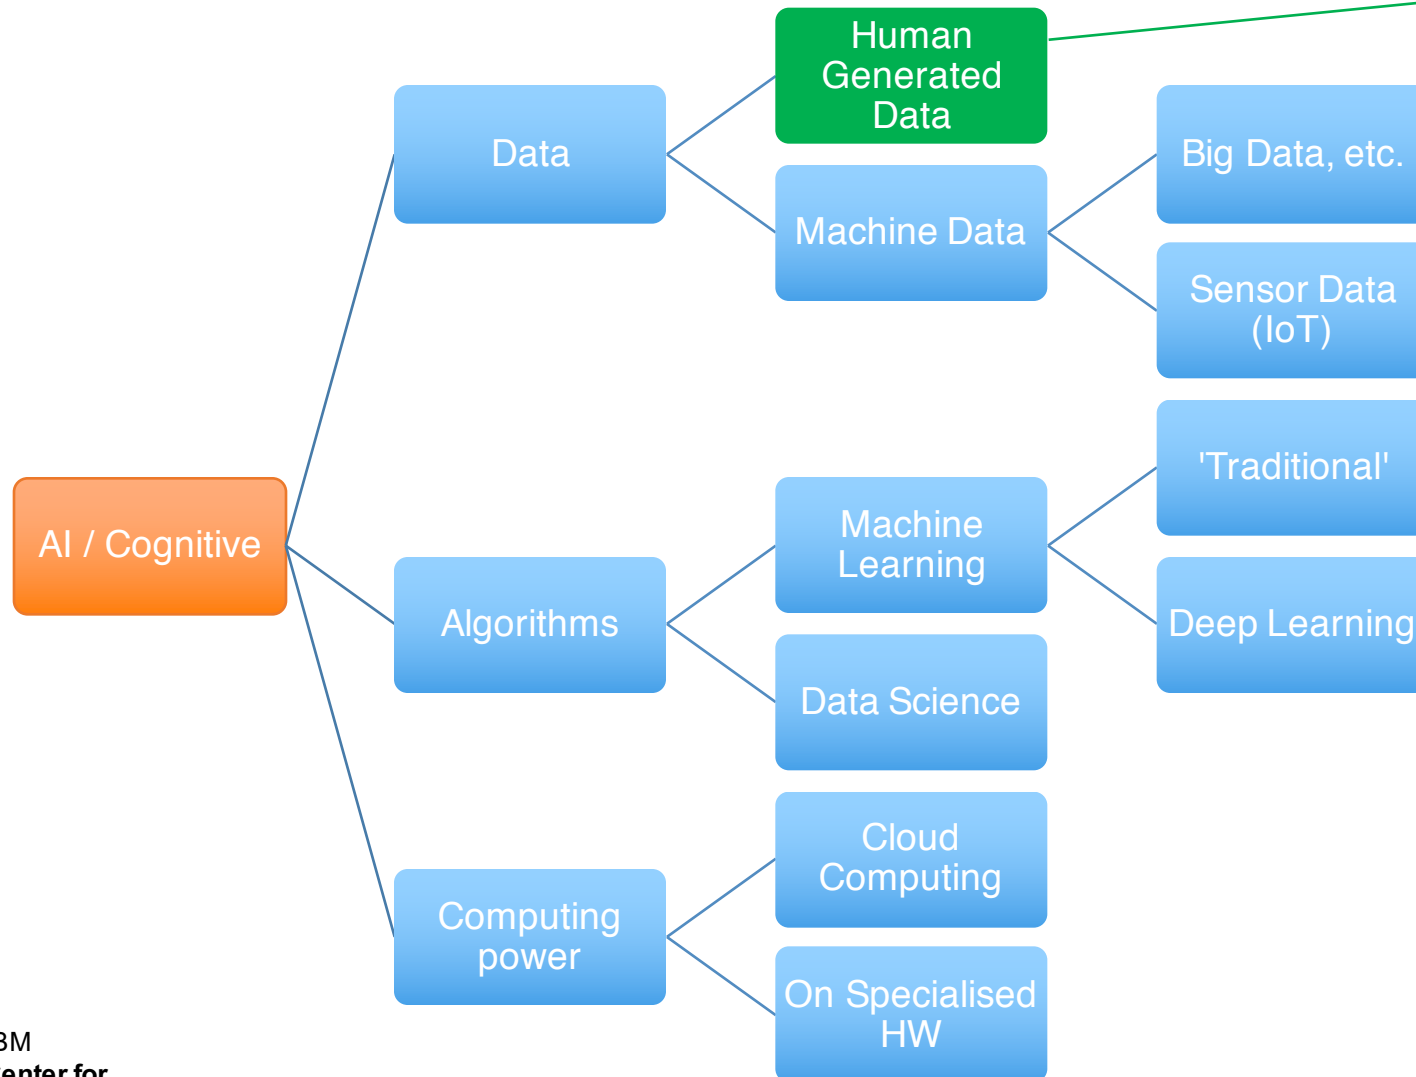 Human
Generated
Data
Data
Big Data, etc.
Machine Data
Sensor Data
(IoT)
'Traditional'
AI / Cognitive
Machine
Learning
Algorithms
Deep Learning
Data Science
Cloud
Computing
Computing
power
On Specialised
HW
for